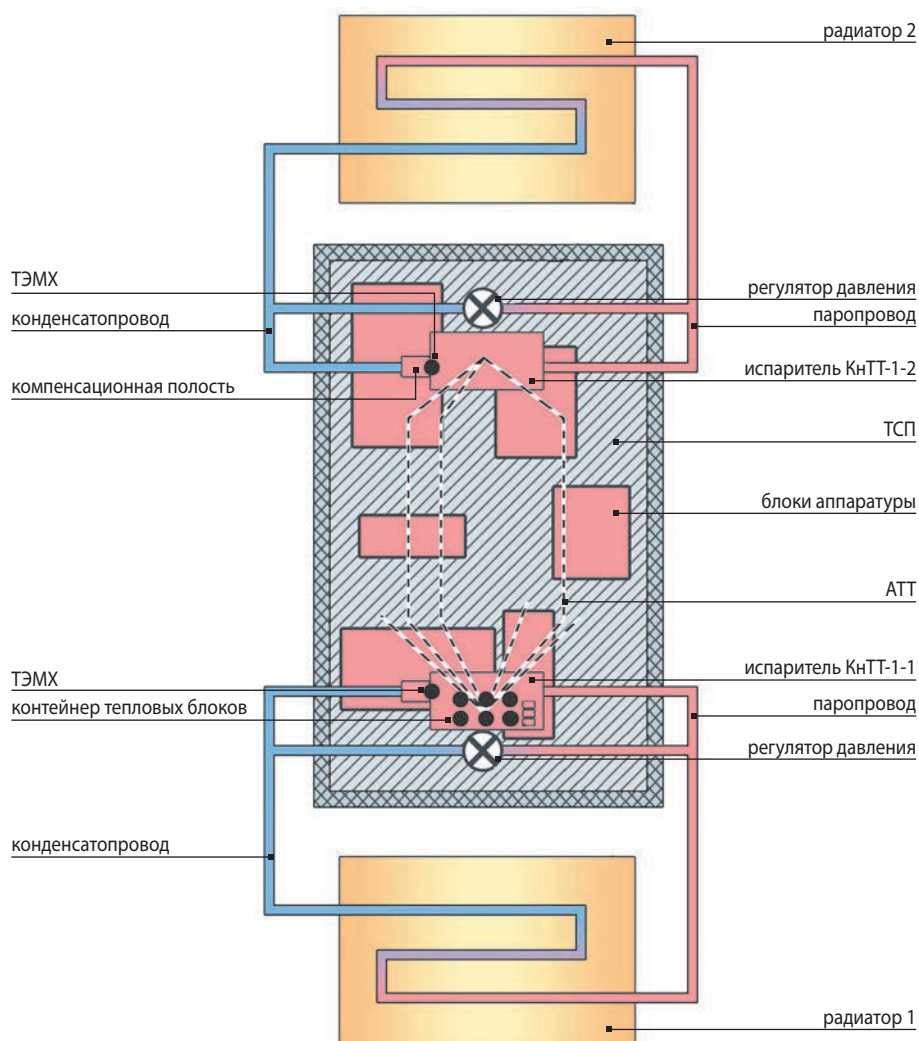 радиатор 2
ТЭМХ
конденсатопровод
компенсационная полость
регулятор давления
паропровод
испаритель КнТТ-1-2
ТСП
блоки аппаратуры
АТТ
ТЭМХ
контейнер тепловых блоков
конденсатопровод
испаритель КнТТ-1-1
паропровод
регулятор давления
радиатор 1